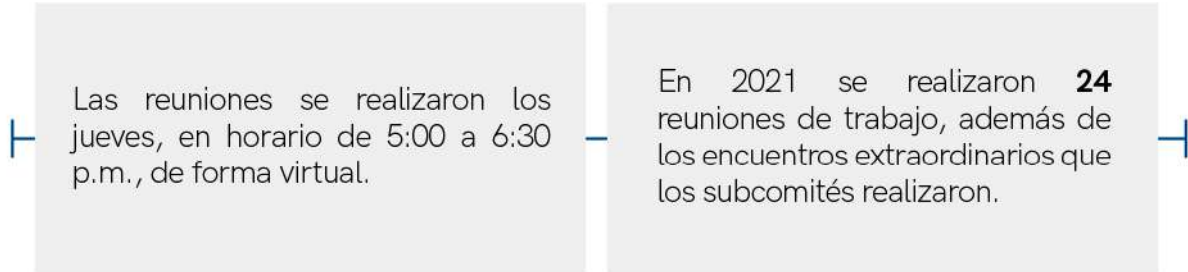 Las reuniones se realizaron los
jueves, en horario de 5:00 a 6:30
p.m., de forma virtual.
En 2021 se realizaron 24
reuniones de trabajo, además de
los encuentros extraordinarios que
los subcomités realizaron.